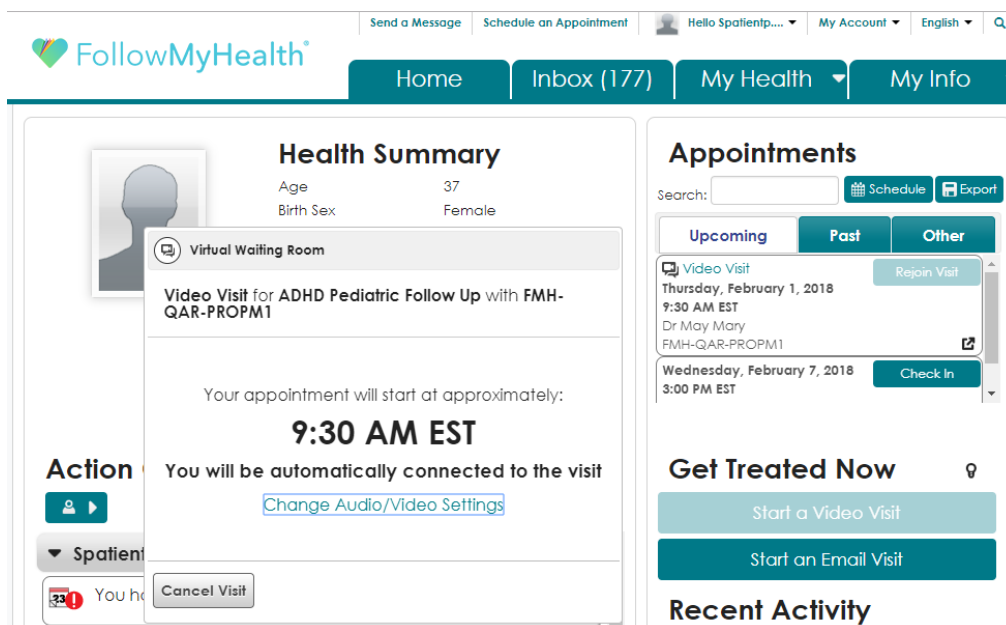 Send a Message
Schedule an Appointment
Hello Spatientp....
My Account
English
FollowMyHealth®
Home
Inbox (177)
My Health
My Info
Health Summary
Age 37
Birth Sex Female
Virtual Waiting Room
Video Visit for ADHD Pediatric Follow Up with FMH-
QAR-PROPM1
Your appointment will start at approximately:
9:30 AM EST
You will be automatically connected to the visit
Change Audio/Video Settings
Cancel Visit
Action
Spatient
23
You h
Appointments
Search:
Schedule
Export
Upcoming
Past
Other
Video Visit
Rejoin Visit
Thursday, February 1, 2018
9:30 AM EST
Dr May Mary
FMH-QAR-PROPM1
Wednesday, February 7, 2018
3:00 PM EST
Check In
Get Treated Now
Start a Video Visit
Start an Email Visit
Recent Activity